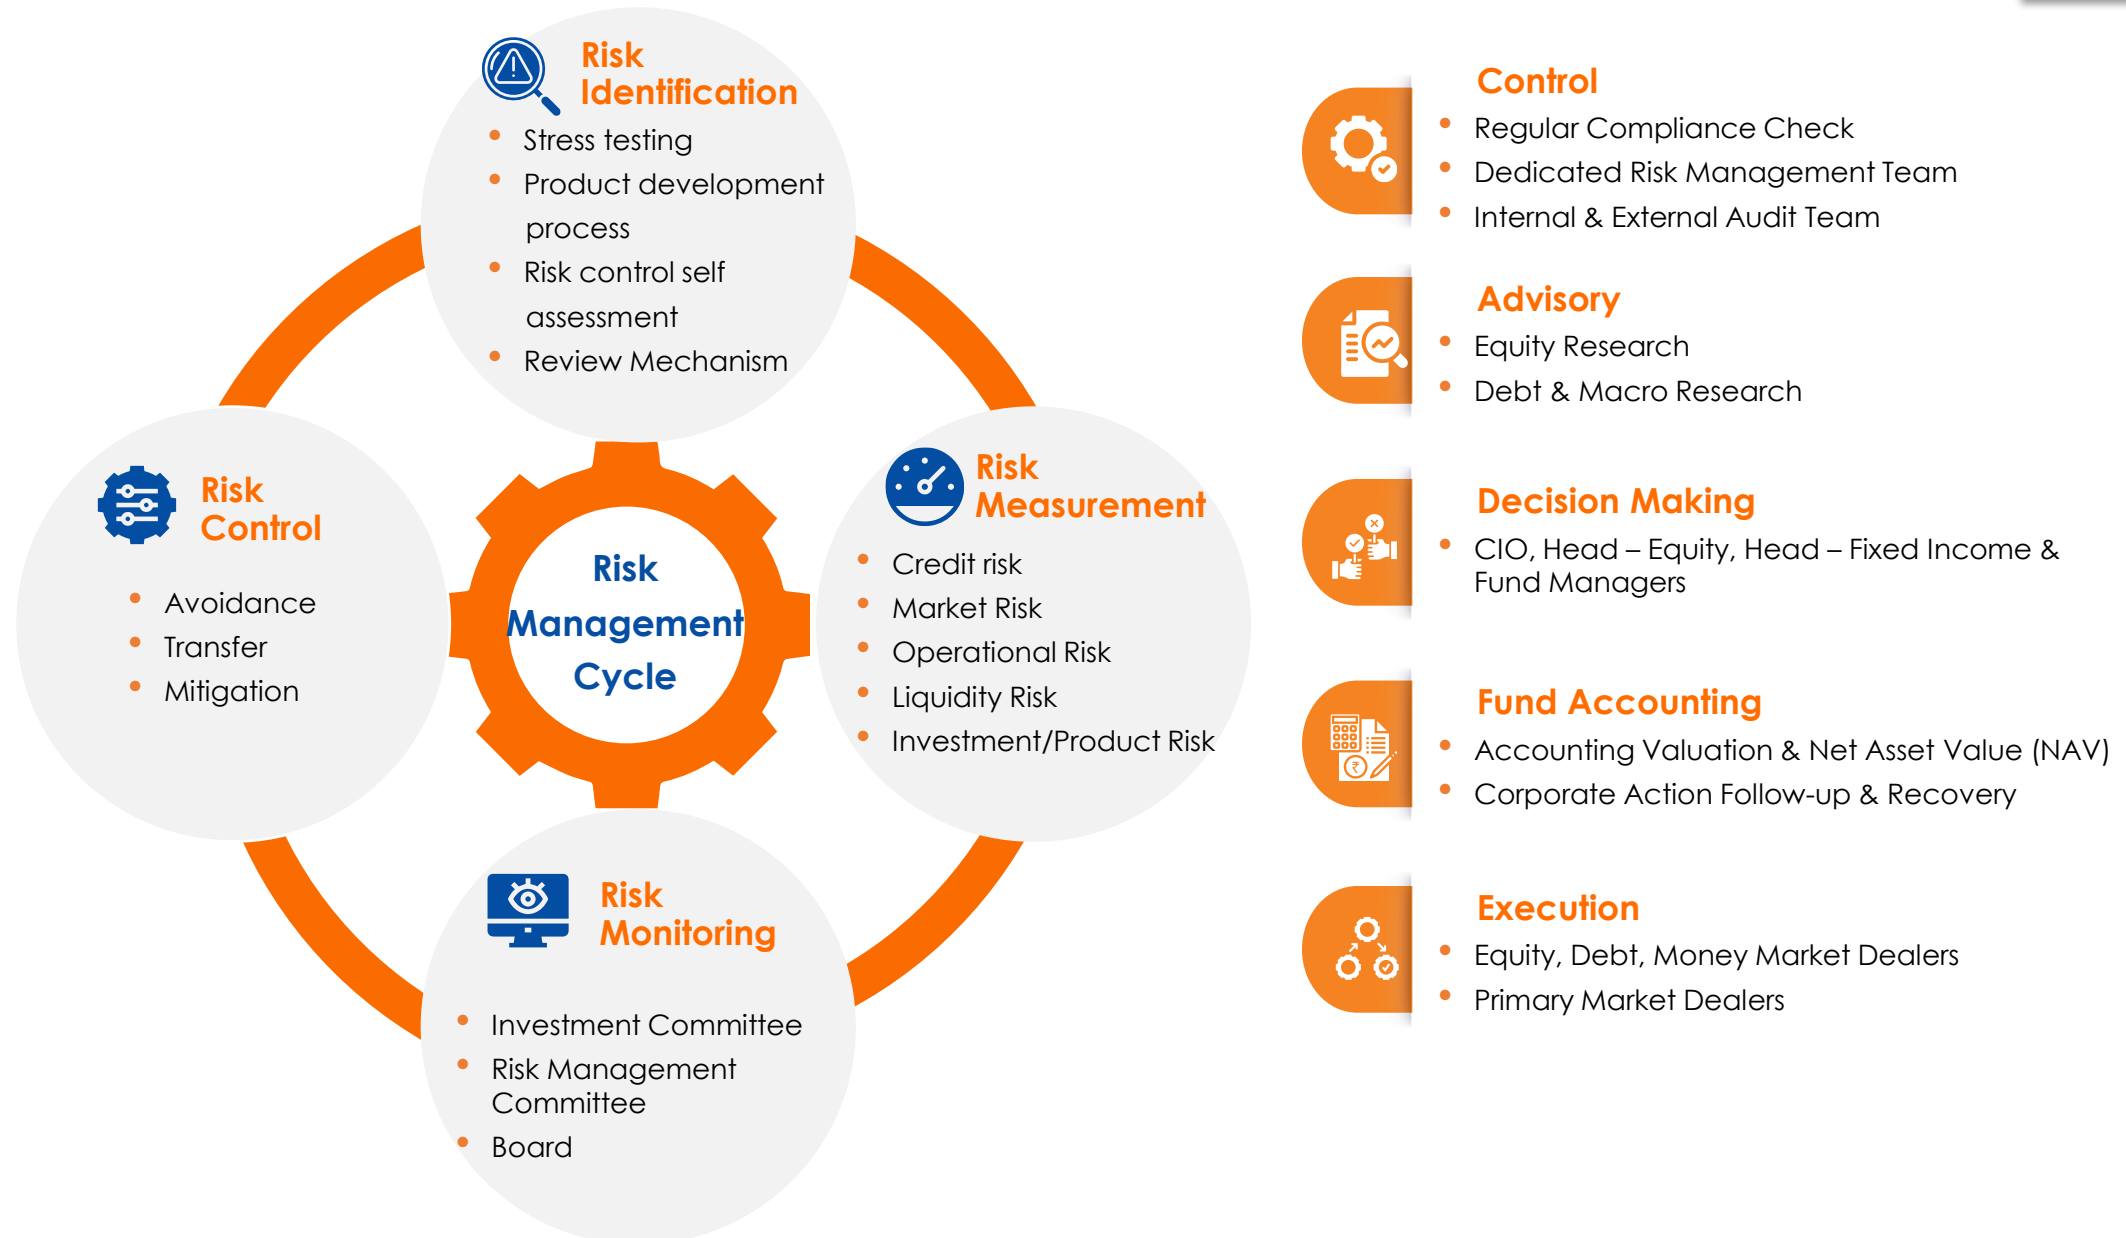 Risk
Identification
• Stress testing
• Product development
process
• Risk control self
assessment
• Review Mechanism
Risk
Measurement
• Credit risk
• Market Risk
• Operational Risk
• Liquidity Risk
• Investment/Product Risk
Risk
Control
• Avoidance
• Transfer
• Mitigation
Risk
Management
Cycle
Risk
Monitoring
• Investment Committee
• Risk Management
Committee
• Board
Control
• Regular Compliance Check
• Dedicated Risk Management Team
• Internal & External Audit Team
Advisory
• Equity Research
• Debt & Macro Research
Decision Making
• CIO, Head – Equity, Head – Fixed Income &
Fund Managers
Fund Accounting
• Accounting Valuation & Net Asset Value (NAV)
• Corporate Action Follow-up & Recovery
Execution
• Equity, Debt, Money Market Dealers
• Primary Market Dealers